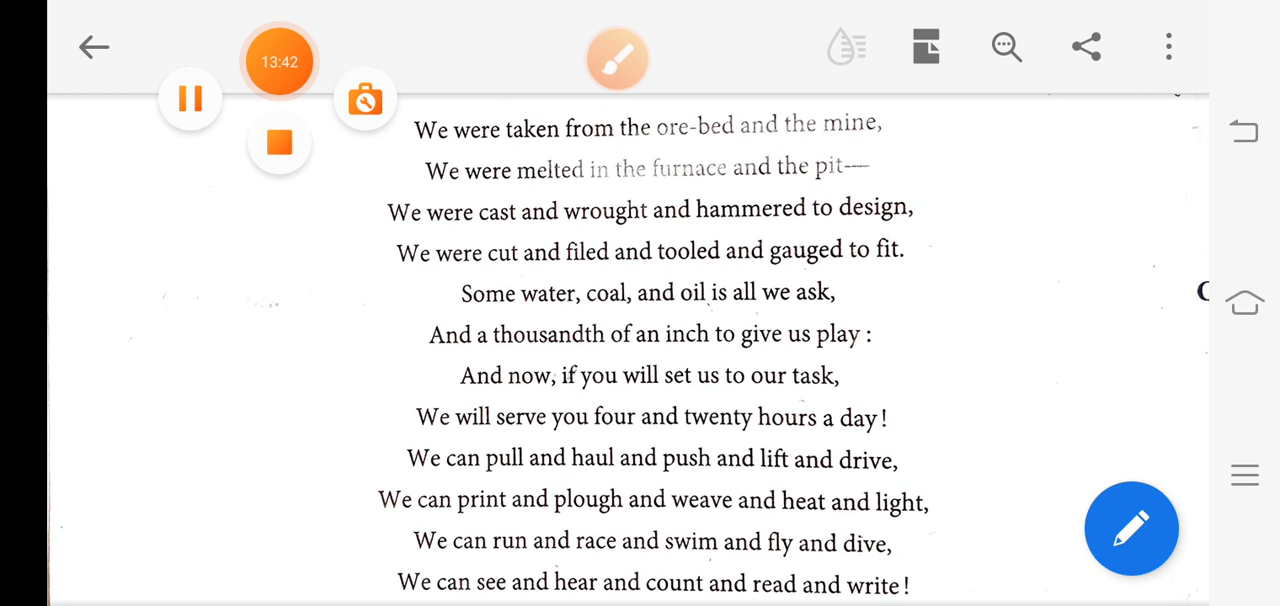 13:42
We were taken from the ore-bed and the mine,
We were melted in the furnace and the pit—
We were cast and wrought and hammered to design,
We were cut and filed and tooled and gauged to fit.
Some water, coal, and oil is all we ask,
And a thousandth of an inch to give us play :
And now, if you will set us to our task,
We will serve you four and twenty hours a day!
We can pull and haul and push and lift and drive,
We can print and plough and weave and heat and light,
We can run and race and swim and fly and dive,
We can see and hear and count and read and write!